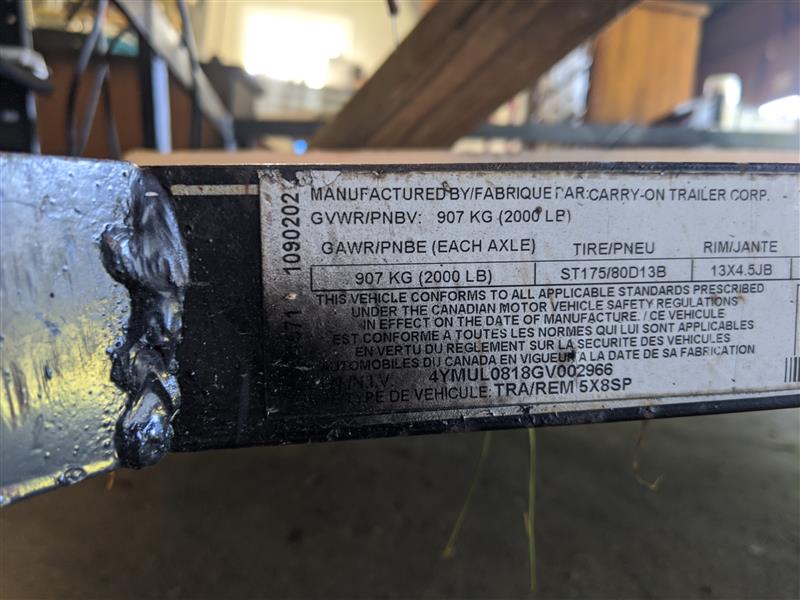 MANUFACTURED BY/FABRIQUE PAR: CARRY-ON TRAILER CORP.
GVWR/PNBV: 907 KG (2000 LB)
GAWR/PNBE (EACH AXLE) TIRE/PNEU RIM/JANTE
907 KG (2000 LB) ST175/80D13B 13X4.5JB
THIS VEHICLE CONFORMS TO ALL APPLICABLE STANDARDS PRESCRIBED
UNDER THE CANADIAN MOTOR VEHICLE SAFETY REGULATIONS
IN EFFECT ON THE DATE OF MANUFACTURE. / CE VEHICULE
EST CONFORME A TOUTES LES NORMES QUI LUI SONT APPLICABLES
EN VERTU DU REGLEMENT SUR LA SECURITE DES VEHICULES
AUTOMOBILES DU CANADA EN VIGUEUR A LA DATE DE SA FABRICATION
N.I.V. 4YMUL0818GV002966
TYPE DE VEHICULE: TRA/REM 5X8SP
1090202